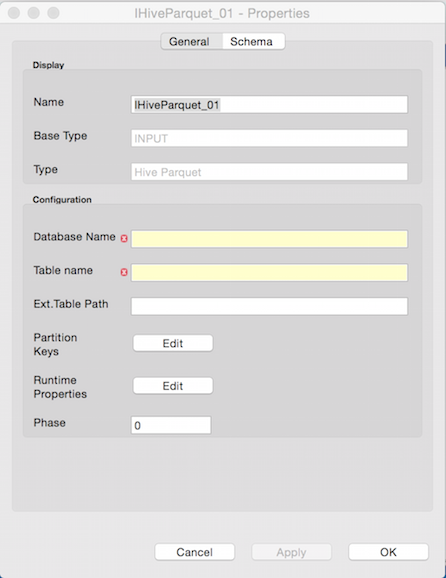 IHiveParquet_01 - Properties
General Schema
Display
Name IHiveParquet_01
Base Type INPUT
Type Hive Parquet
Configuration
Database Name
Table name
Ext.Table Path
Partition
Keys
Edit
Runtime
Properties
Edit
Phase 0
Cancel Apply OK